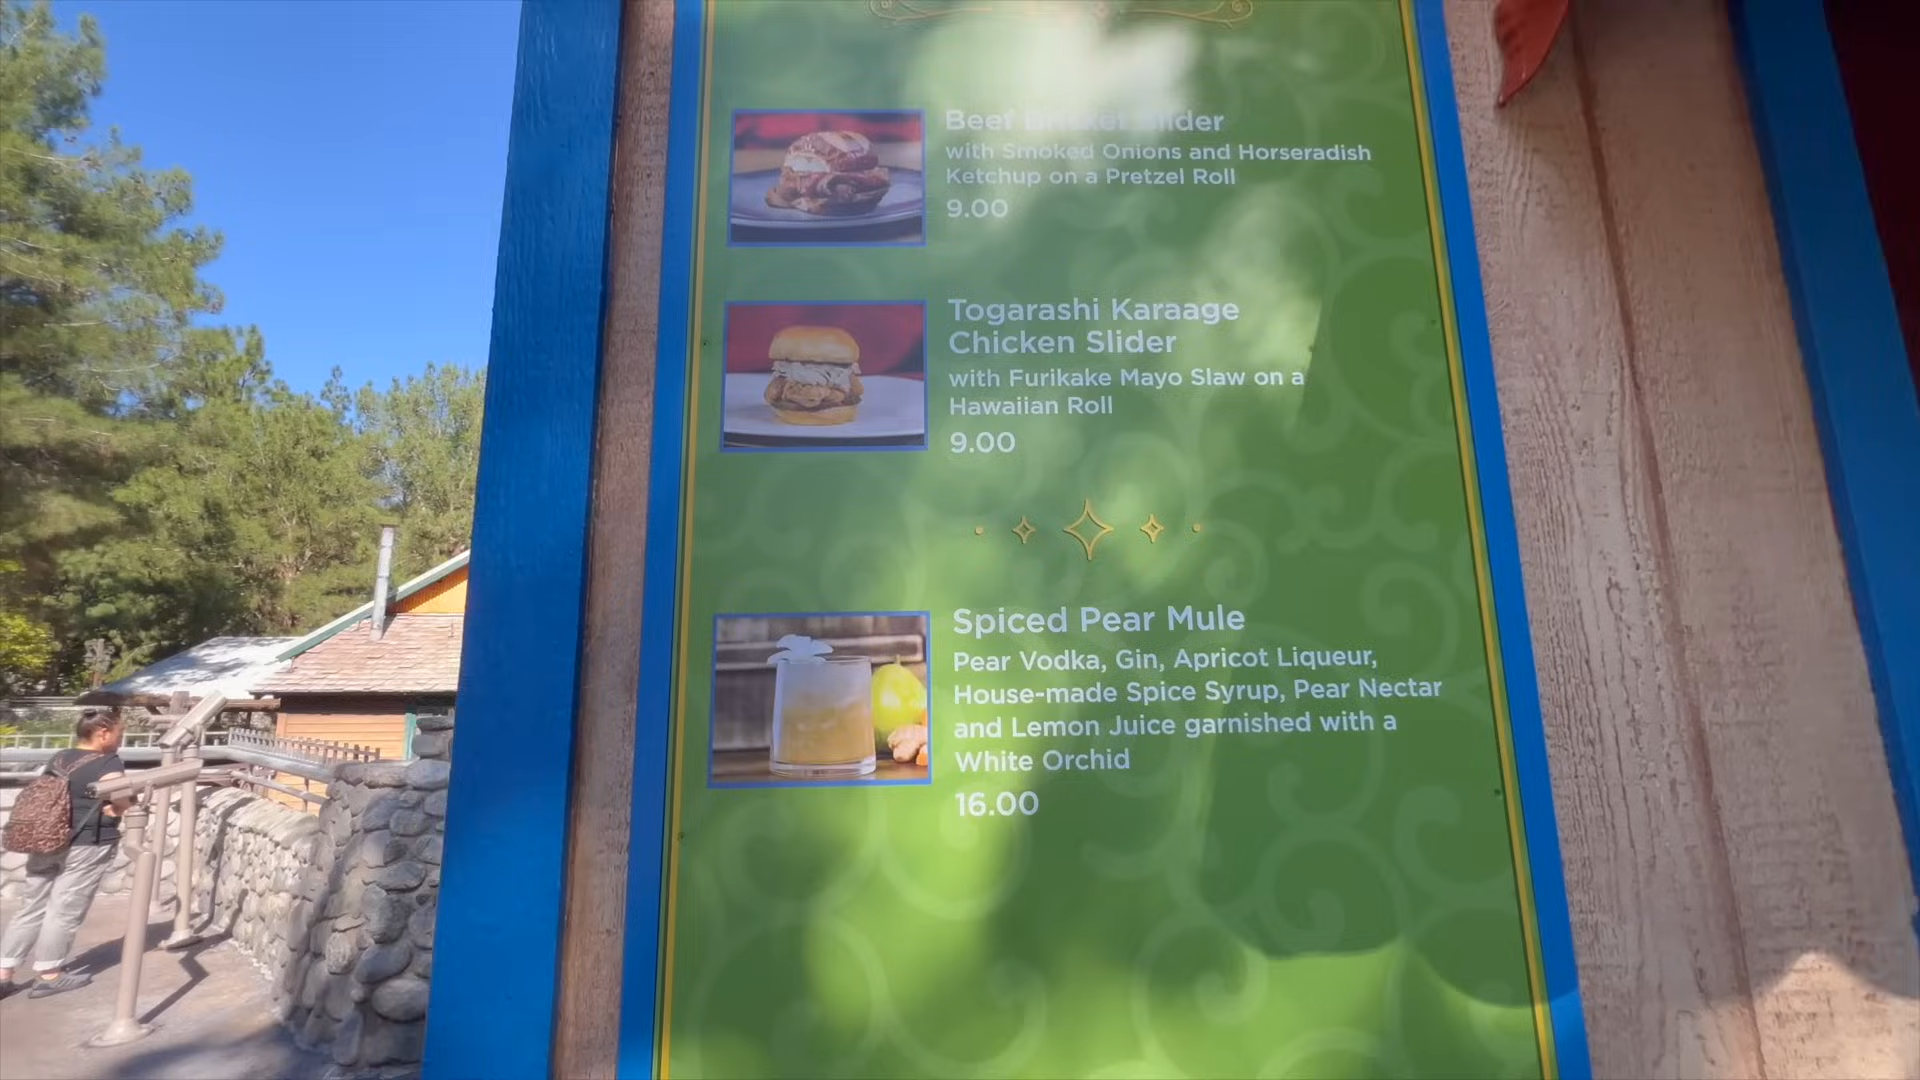 Beef Brisket Slider
with Smoked Onions and Horseradish
Ketchup on a Pretzel Roll
9.00
Togarashi Karaage
Chicken Slider
with Furikake Mayo Slaw on a
Hawaiian Roll
9.00
Spiced Pear Mule
Pear Vodka, Gin, Apricot Liqueur,
House-made Spice Syrup, Pear Nectar
and Lemon Juice garnished with a
White Orchid
16.00